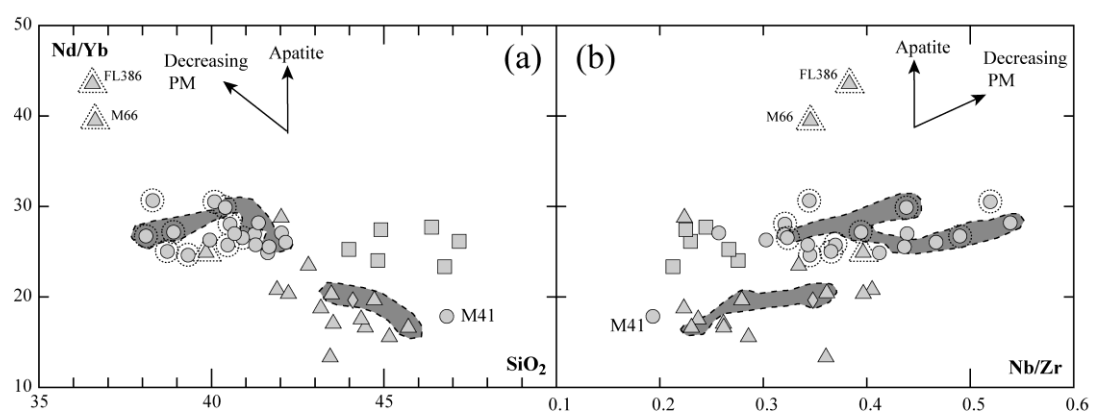 50
40
30
20
10
Nd/Yb
FL386
M66
Decreasing
PM
Apatite
(a)
M41
SiO₂
35
40
45
(b)
Apatite
Decreasing
PM
FL386
M66
M41
Nb/Zr
0.1
0.2
0.3
0.4
0.5
0.6